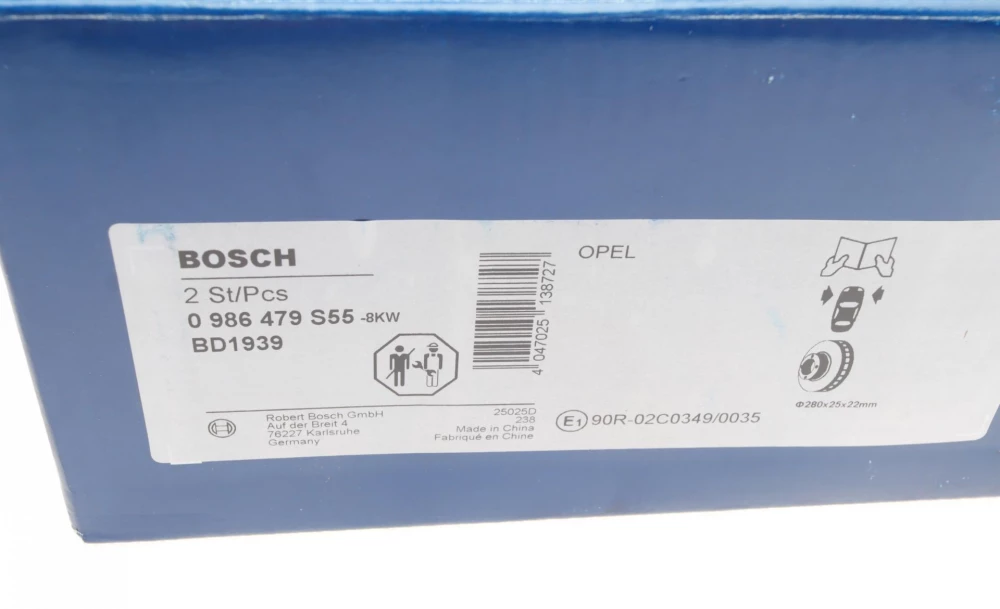 BOSCH
2 St/Pcs
0 986 479 S55 -8KW
BD1939
Robert Bosch GmbH
Auf der Breit 4
76227 Karlsruhe
Germany
25025D
238
Made in China
Fabriqué en Chine
4 047025 138727
OPEL
E1 90R-02C0349/0035
Φ280x25x22mm